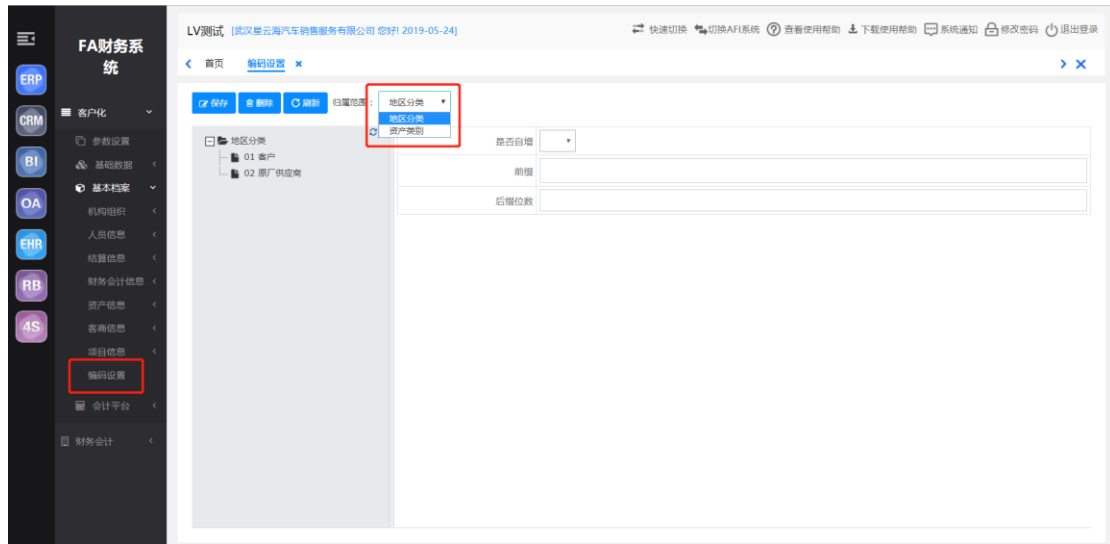 LV测试 [武汉星云海汽车销售服务有限公司 您好! 2019-05-24]
快速切换 切换AFI系统 查看使用帮助 下载使用帮助 系统通知 修改密码 退出登录
FA财务系
统
首页 编码设置
ERP
CRM
BI
OA
EHR
RB
4S
客户化
参数设置
基础数据
基本档案
机构组织
人员信息
结算信息
财务会计信息
资产信息
客商信息
项目信息
编码设置
会计平台
财务会计
保存 删除 刷新 归属范围: 地区分类
地区分类
资产类别
地区分类
01 客户
02 原厂供应商
是否自增
前缀
后缀位数